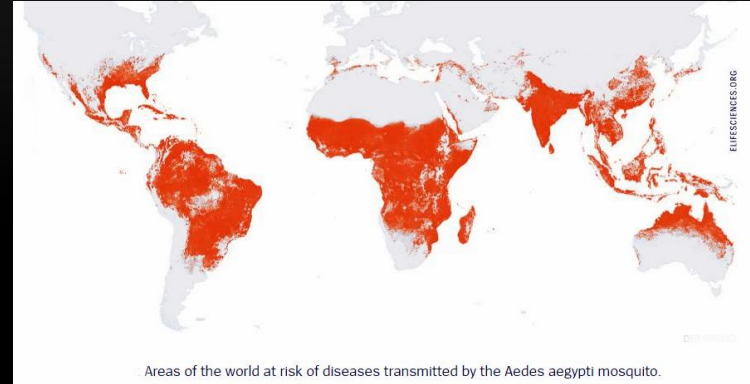 ELIFESCIENCES.ORG
Areas of the world at risk of diseases transmitted by the Aedes aegypti mosquito.